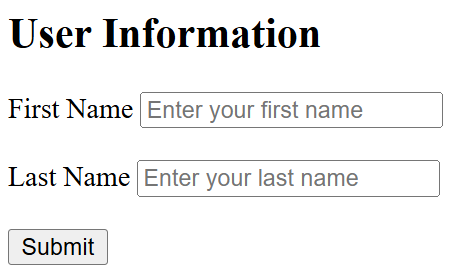 User Information
First Name Enter your first name
Last Name Enter your last name
Submit